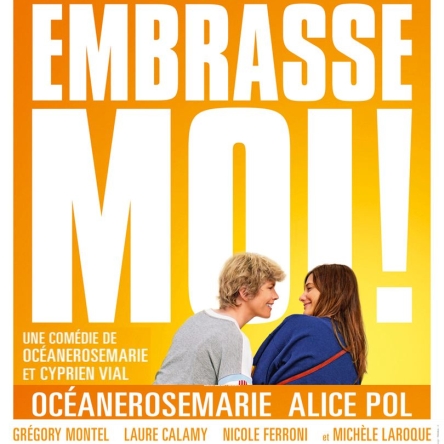 EMBRASSE
MOI !
UNE COMÉDIE DE
OCÉANEROSEMARIE
ET CYPRIEN VIAL
OCÉANEROSEMARIE ALICE POL
GRÉGORY MONTEL LAURE CALAMY NICOLE FERRONI et MICHÈLE LAROQUE